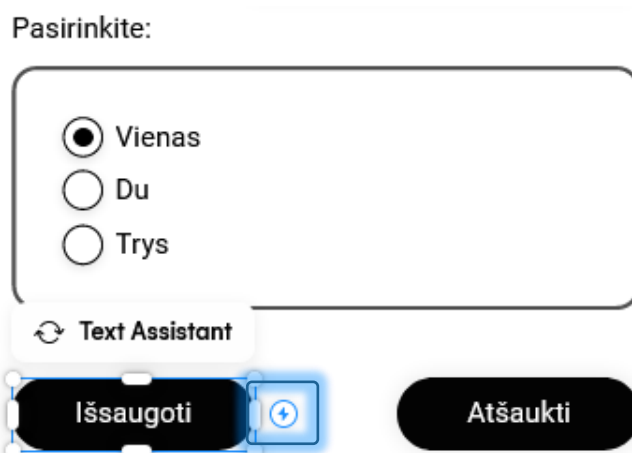 Pasirinkite:
Vienas
Du
Trys
Text Assistant
Išsaugoti
Atšaukti